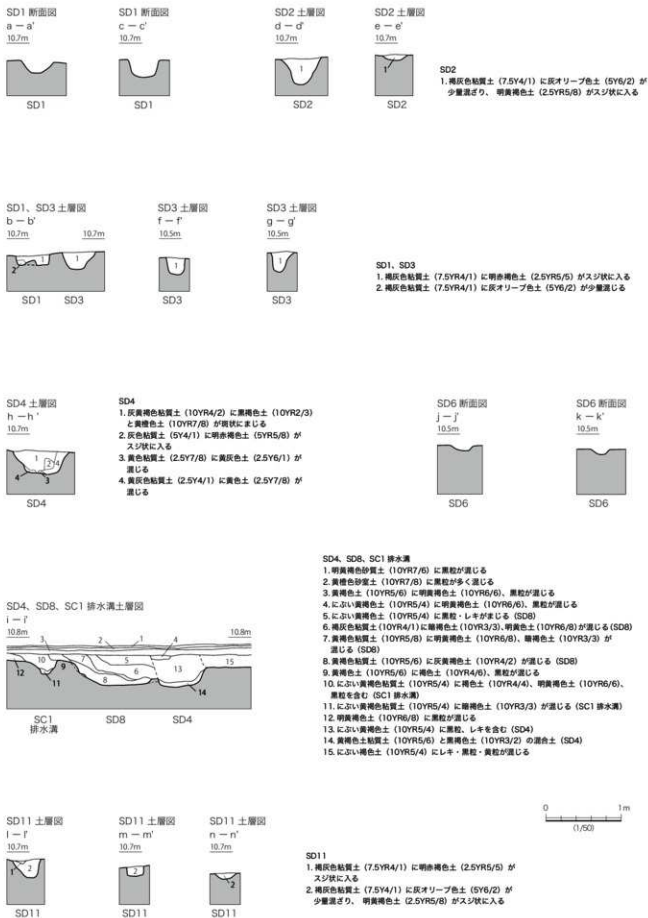 SD1 断面図
a ー a'
10.7m
SD1
SD1 断面図
c ー c'
10.7m
SD1
SD2 土層図
d ー d'
10.7m
1
SD2
SD2 土層図
e ー e'
10.7m
1
SD2
SD2
1. 褐灰色粘質土（7.5Y4/1）に灰オリーブ色土（5Y6/2）が
少量混ざり、 明黄褐色土（2.5YR5/8）がスジ状に入る
SD1、SD3 土層図
b ー b'
10.7m
10.7m
1
2
1
SD1
SD3
SD3 土層図
f ー f'
10.5m
1
SD3
SD3 土層図
g ー g'
10.5m
1
SD3
SD1、SD3
1. 褐灰色粘質土（7.5YR4/1）に明赤褐色土（2.5YR5/5）がスジ状に入る
2. 褐灰色粘質土（7.5YR4/1）に灰オリーブ色土（5Y6/2）が少量混じる
SD4 土層図
h ー h '
10.7m
1
2
4
4
3
SD4
SD4
1. 灰黄褐色粘質土（10YR4/2）に黒褐色土（10YR2/3）
と黄橙色土（10YR7/8）が斑状にまじる
2. 灰色粘質土（5Y4/1）に明赤褐色土（5YR5/8）が
スジ状に入る
3. 黄色粘質土（2.5Y7/8）に黄灰色土（2.5Y6/1）が
混じる
4. 黄灰色粘質土（2.5Y4/1）に黄色土（2.5Y7/8）が
混じる
SD6 断面図
j ー j'
10.5m
SD6
SD6 断面図
k ー k'
10.5m
SD6
SD4、SD8、SC1 排水溝土層図
i ー i'
10.8m
10.8m
3
2
1
4
12
10
9
11
5
6
7
8
13
14
15
SC1
排水溝
SD8
SD4
SD4、SD8、SC1 排水溝
1. 明黄褐色砂質土（10YR7/6）に黒粒が混じる
2. 黄橙色砂室土（10YR7/8）に黒粒が多く混じる
3. 黄褐色土（10YR5/6）に明黄褐色土（10YR6/6）、黒粒が混じる
4. にぶい黄褐色土（10YR5/4）に明黄褐色土（10YR6/6）、黒粒が混じる
5. にぶい黄褐色土（10YR5/4）に黒粒・レキがまじる（SD8）
6. 褐灰色粘質土（10YR4/1）に暗褐色土（10YR3/3）、明黄色土（10YR6/8）が混じる（SD8）
7. 黄褐色粘質土（10YR5/8）に明黄褐色土（10YR6/8）、暗褐色土（10YR3/3）が
混じる（SD8）
8. 黄褐色粘質土（10YR5/6）に灰黄褐色土（10YR4/2）が混じる（SD8）
9. 黄褐色土（10YR5/6）に褐色土（10YR4/6）、黒粒が混じる
10. にぶい黄褐色粘質土（10YR5/4）に褐色土（10YR4/4）、明黄褐色土（10YR6/6）、
黒粒を含む（SC1 排水溝）
11. にぶい黄褐色粘質土（10YR5/4）に暗褐色土（10YR3/3）が混じる（SC1 排水溝）
12. 明黄褐色土（10YR6/8）に黒粒が混じる
13. にぶい黄褐色土（10YR5/4）に黒粒、レキを含む（SD4）
14. 黄褐色土粘質土（10YR5/6）と黒褐色土（10YR3/2）の混合土（SD4）
15. にぶい褐色土（10YR5/4）にレキ・黒粒・黄粒が混じる
0
1m
(1/50)
SD11 土層図
l ー l'
10.7m
1
2
SD11
SD11 土層図
m ー m'
10.7m
2
SD11
SD11 土層図
n ー n'
10.7m
2
SD11
SD11
1. 褐灰色粘質土（7.5YR4/1）に明赤褐色土（2.5YR5/5）が
スジ状に入る
2. 褐灰色粘質土（7.5Y4/1）に灰オリーブ色土（5Y6/2）が
少量混ざり、 明黄褐色土（2.5YR5/8）がスジ状に入る